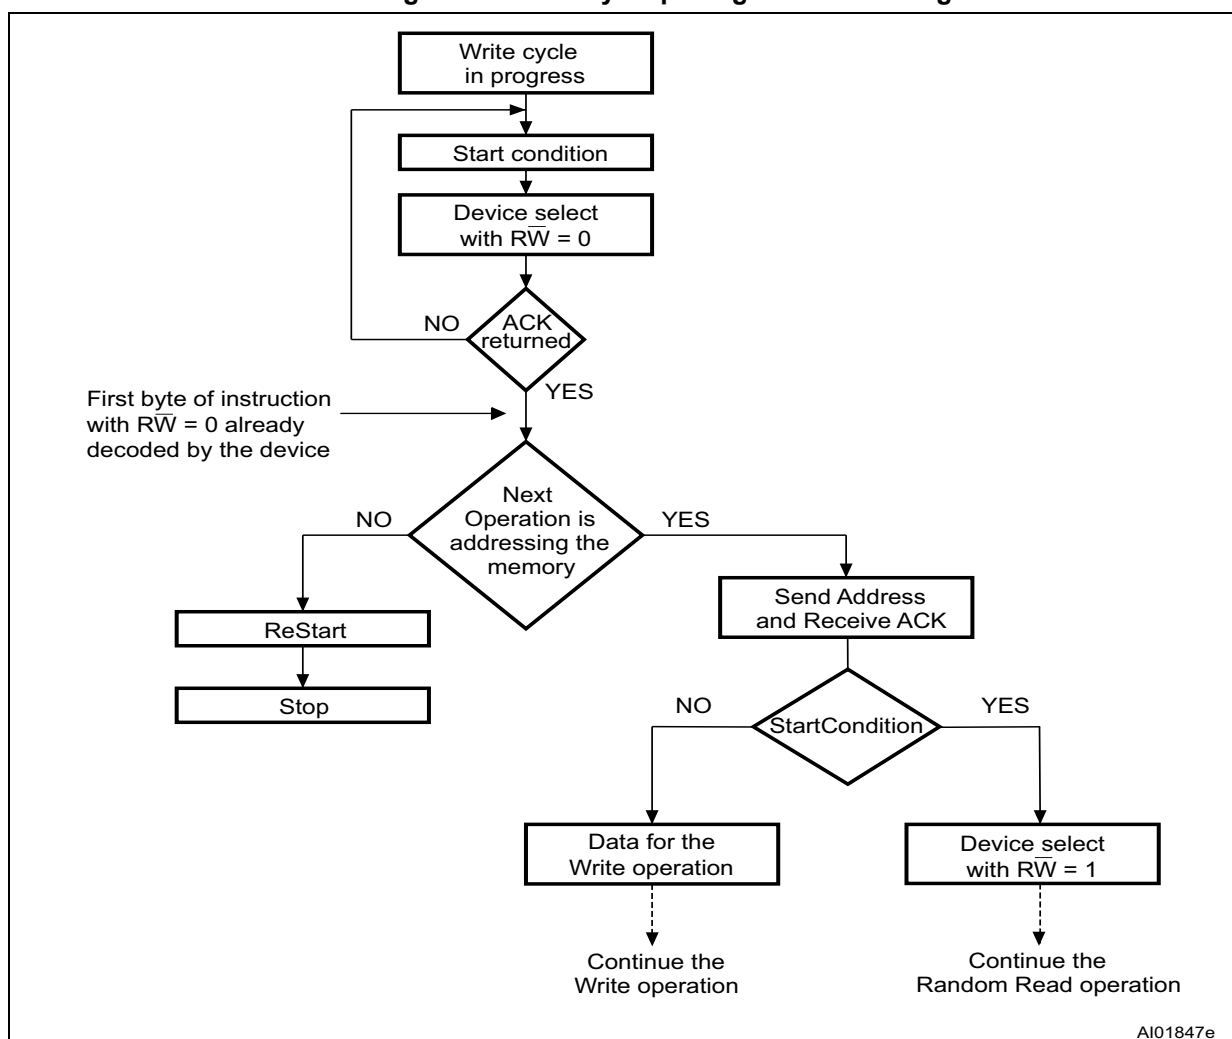 Write cycle
in progress
Start condition
Device select
with RW̅ = 0
NO
ACK
returned
YES
First byte of instruction
with RW̅ = 0 already
decoded by the device
NO
Next
Operation is
addressing the
memory
YES
Send Address
and Receive ACK
ReStart
Stop
NO
StartCondition
YES
Data for the
Write operation
Device select
with RW̅ = 1
Continue the
Write operation
Continue the
Random Read operation
AI01847e